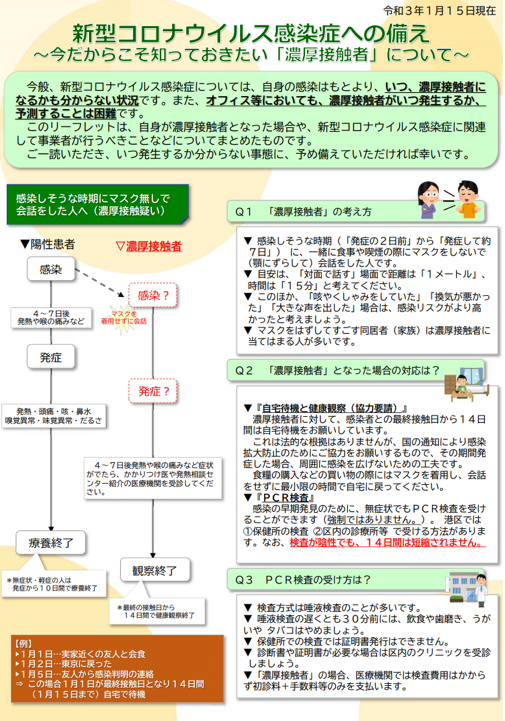 令和３年１月１５日現在
新型コロナウイルス感染症への備え
～今だからこそ知っておきたい「濃厚接触者」について～
今般、新型コロナウイルス感染症については、自身の感染はもとより、いつ、濃厚接触者に
なるかも分からない状況です。また、オフィス等においても、濃厚接触者がいつ発生するか、
予測することは困難です。
このリーフレットは、自身が濃厚接触者となった場合や、新型コロナウイルス感染症に関連
して事業者が行うべきことなどについてまとめたものです。
ご一読いただき、いつ発生するか分からない事態に、予め備えていただければ幸いです。
感染しそうな時期にマスク無しで
会話をした人へ（濃厚接触疑い）
▼陽性患者
▽濃厚接触者
感染
感染？
マスクを
着用せずに会話
４～７日後
発熱や喉の痛みなど
発症
発症？
発熱・頭痛・咳・鼻水
嗅覚異常・味覚異常・だるさ
４～７日後発熱や喉の痛みなど症状
がでたら、かかりつけ医や発熱相談セ
ンター紹介の医療機関を受診してくだ
さい。
療養終了
観察終了
＊無症状・軽症の人は
発症から１０日間で療養終了
＊最終の接触日から
１４日間で健康観察終了
【例】
▶１月１日…実家近くの友人と会食
▶１月２日…東京に戻った
▶１月５日…友人から感染判明の連絡
⇒ この場合１月１日が最終接触日となり１４日間
（１月１５日まで）自宅で待機
Ｑ１　「濃厚接触者」の考え方
▼ 感染しそうな時期（「発症の２日前」から「発症して約
７日」） に、一緒に食事や喫煙の際にマスクをしないで
（顎にずらして）会話をした人です。
▼ 目安は、「対面で話す」場面で距離は「１メートル」、
時間は「１５分」と考えてください。
▼ このほか、「咳やくしゃみをしていた」「換気が悪かっ
た」「大きな声を出した」場合は、感染リスクがより高
かったと考えましょう。
▼ マスクをはずしてすごす同居者（家族）は濃厚接触者に
当てはまる人が多いです。
Ｑ２　「濃厚接触者」となった場合の対応は？
▼『自宅待機と健康観察（協力要請）』
濃厚接触者に対して、感染者との最終接触日から１４日
間は自宅待機をお願いしています。
これは法的な根拠はありませんが、国の通知により感染
拡大防止のためにご協力をお願いするもので、その期間発
症した場合、周囲に感染を広げないための工夫です。
食糧の購入などの買い物の際にはマスクを着用し、会話
をせずに最小限の時間で自宅に戻ってください。
▼『ＰＣＲ検査』
感染の早期発見のために、無症状でもＰＣＲ検査を受け
ることができます（強制ではありません。）。 港区では
①保健所の検査 ②区内の診療所等 で受ける方法がありま
す。なお、検査が陰性でも、１４日間は短縮されません。
Ｑ３　ＰＣＲ検査の受け方は？
▼ 検査方式は唾液検査のことが多いです。
▼ 唾液検査の遅くとも３０分前には、飲食や歯磨き、うが
いや タバコはやめましょう。
▼ 保健所での検査では証明書発行はできません。
▼ 診断書や証明書が必要な場合は区内のクリニックを受診
しましょう。
▼「濃厚接触者」の場合、医療機関では検査費用はかから
ず初診料＋手数料等のみを支払います。